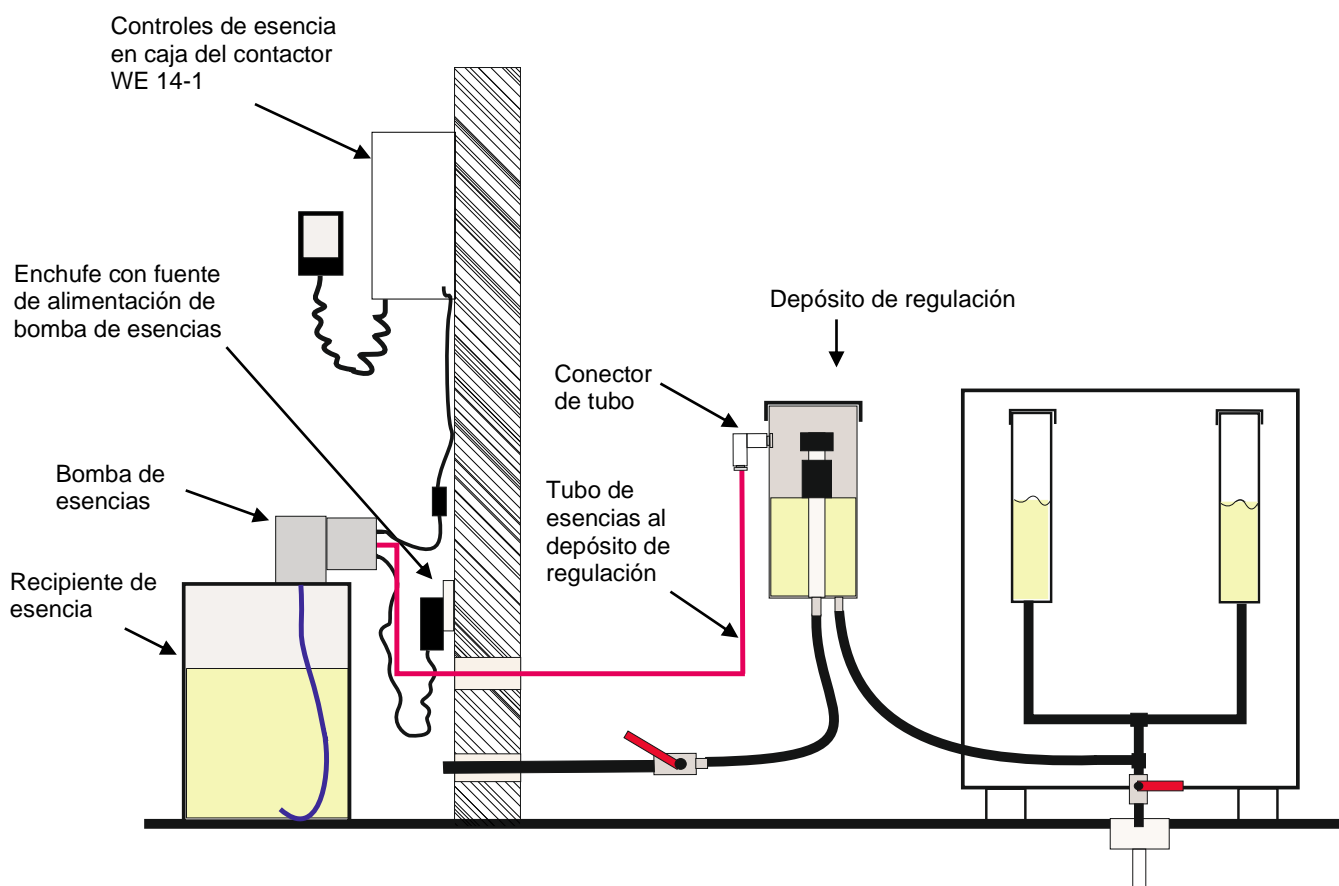 Controles de esencia
en caja del contactor
WE 14-1
Enchufe con fuente
de alimentación de
bomba de esencias
Depósito de regulación
Conector
de tubo
Bomba de
esencias
Tubo de
esencias al
depósito de
regulación
Recipiente de
esencia